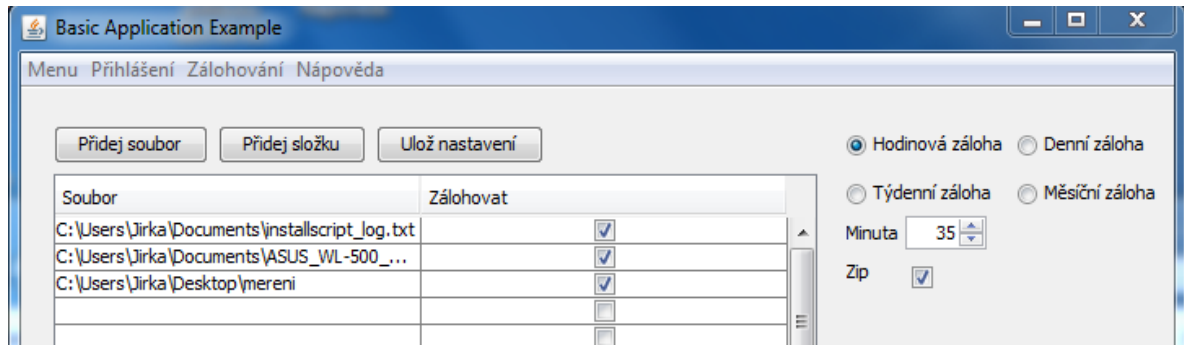 Basic Application Example
Menu Přihlášení Zálohování Nápověda
Přidej soubor Přidej složku Ulož nastavení
Hodinová záloha Denní záloha
Týdenní záloha Měsíční záloha
Soubor Zálohovat
C:\Users\Jirka\Documents\installscript_log.txt
Minuta 35
C:\Users\Jirka\Documents\ASUS_WL-500_...
Zip
C:\Users\Jirka\Desktop\mereni